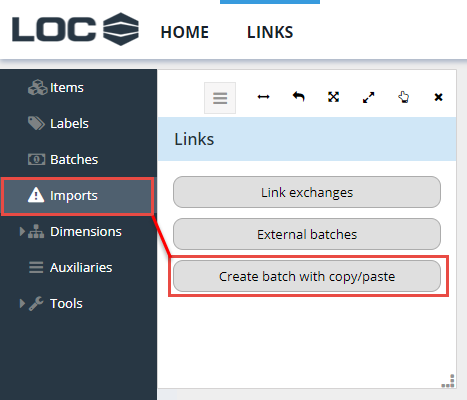 LOC HOME LINKS
Items
Labels
Batches
Imports
Dimensions
Auxiliaries
Tools
Links
Link exchanges
External batches
Create batch with copy/paste